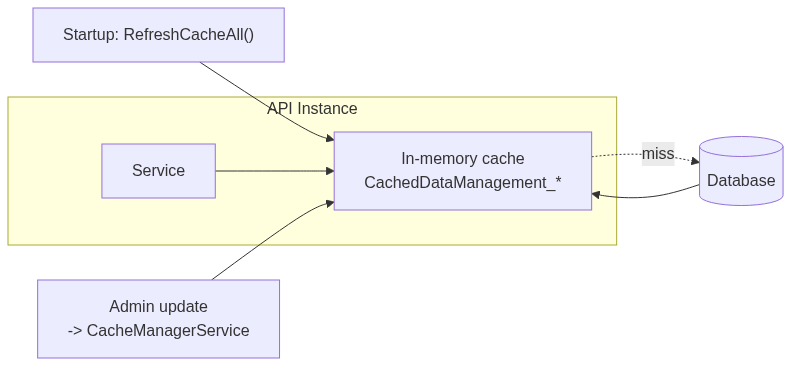 Startup: RefreshCacheAll()
API Instance
Service
In-memory cache
CachedDataManagement_*
miss
Database
Admin update
-> CacheManagerService